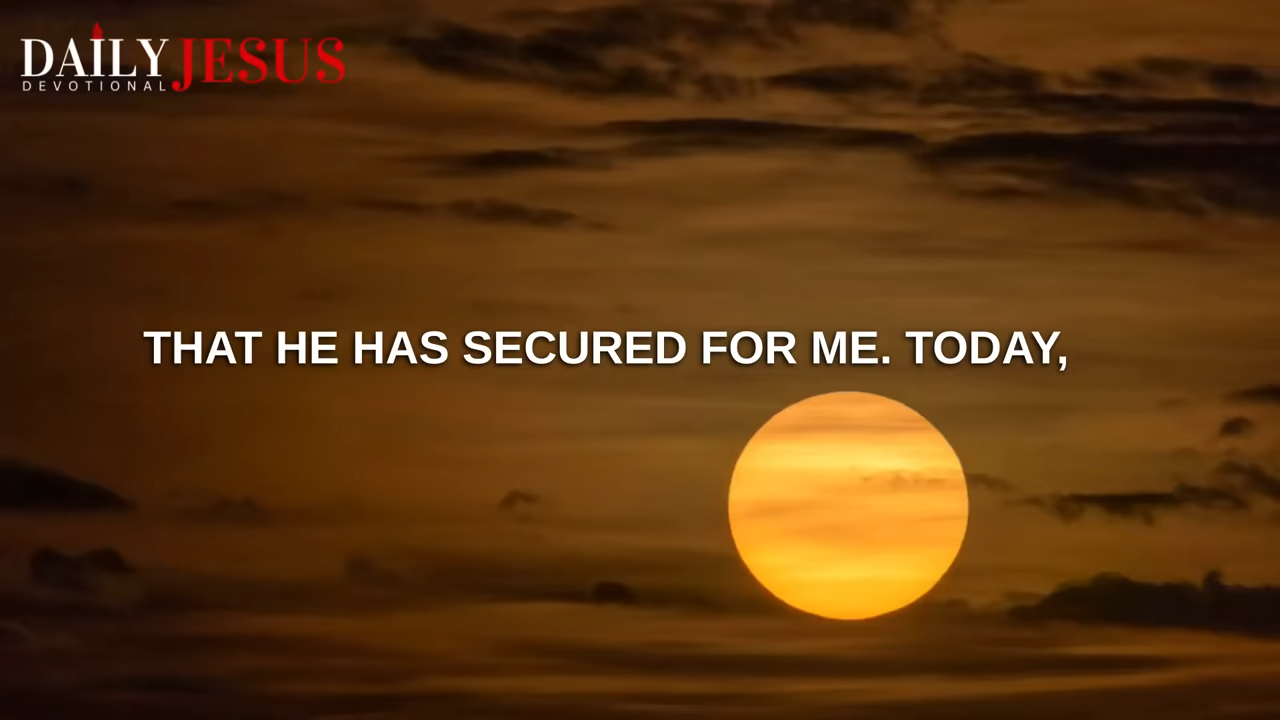 DAILY JESUS
DEVOTIONAL
THAT HE HAS SECURED FOR ME. TODAY,